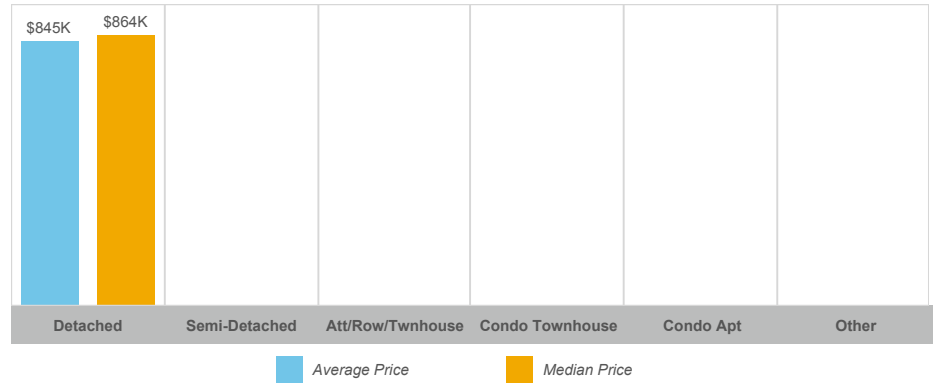 $845K
$864K
Detached
Semi-Detached
Att/Row/Twnhouse
Condo Townhouse
Condo Apt
Other
Average Price
Median Price